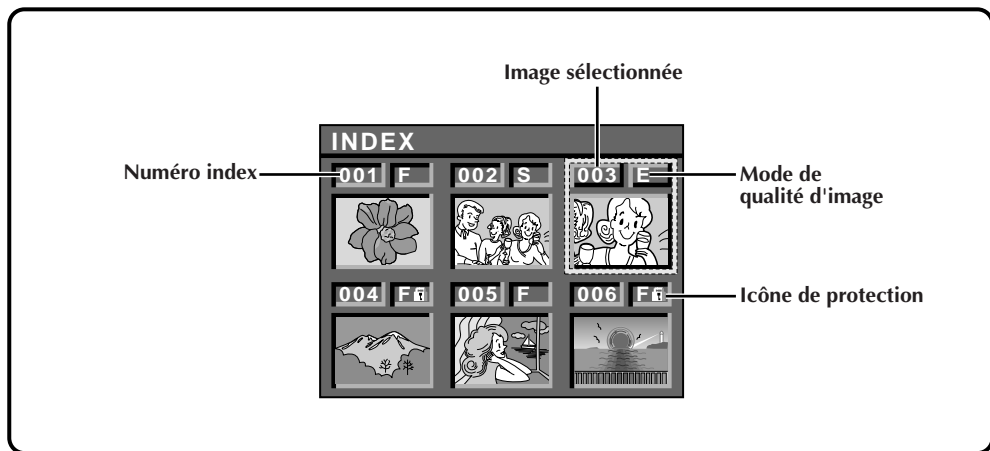 Image sélectionnée
INDEX
Numéro index
001 F 002 S 003 E
Mode de
qualité d'image
004 F 005 F 006 F
Icône de protection